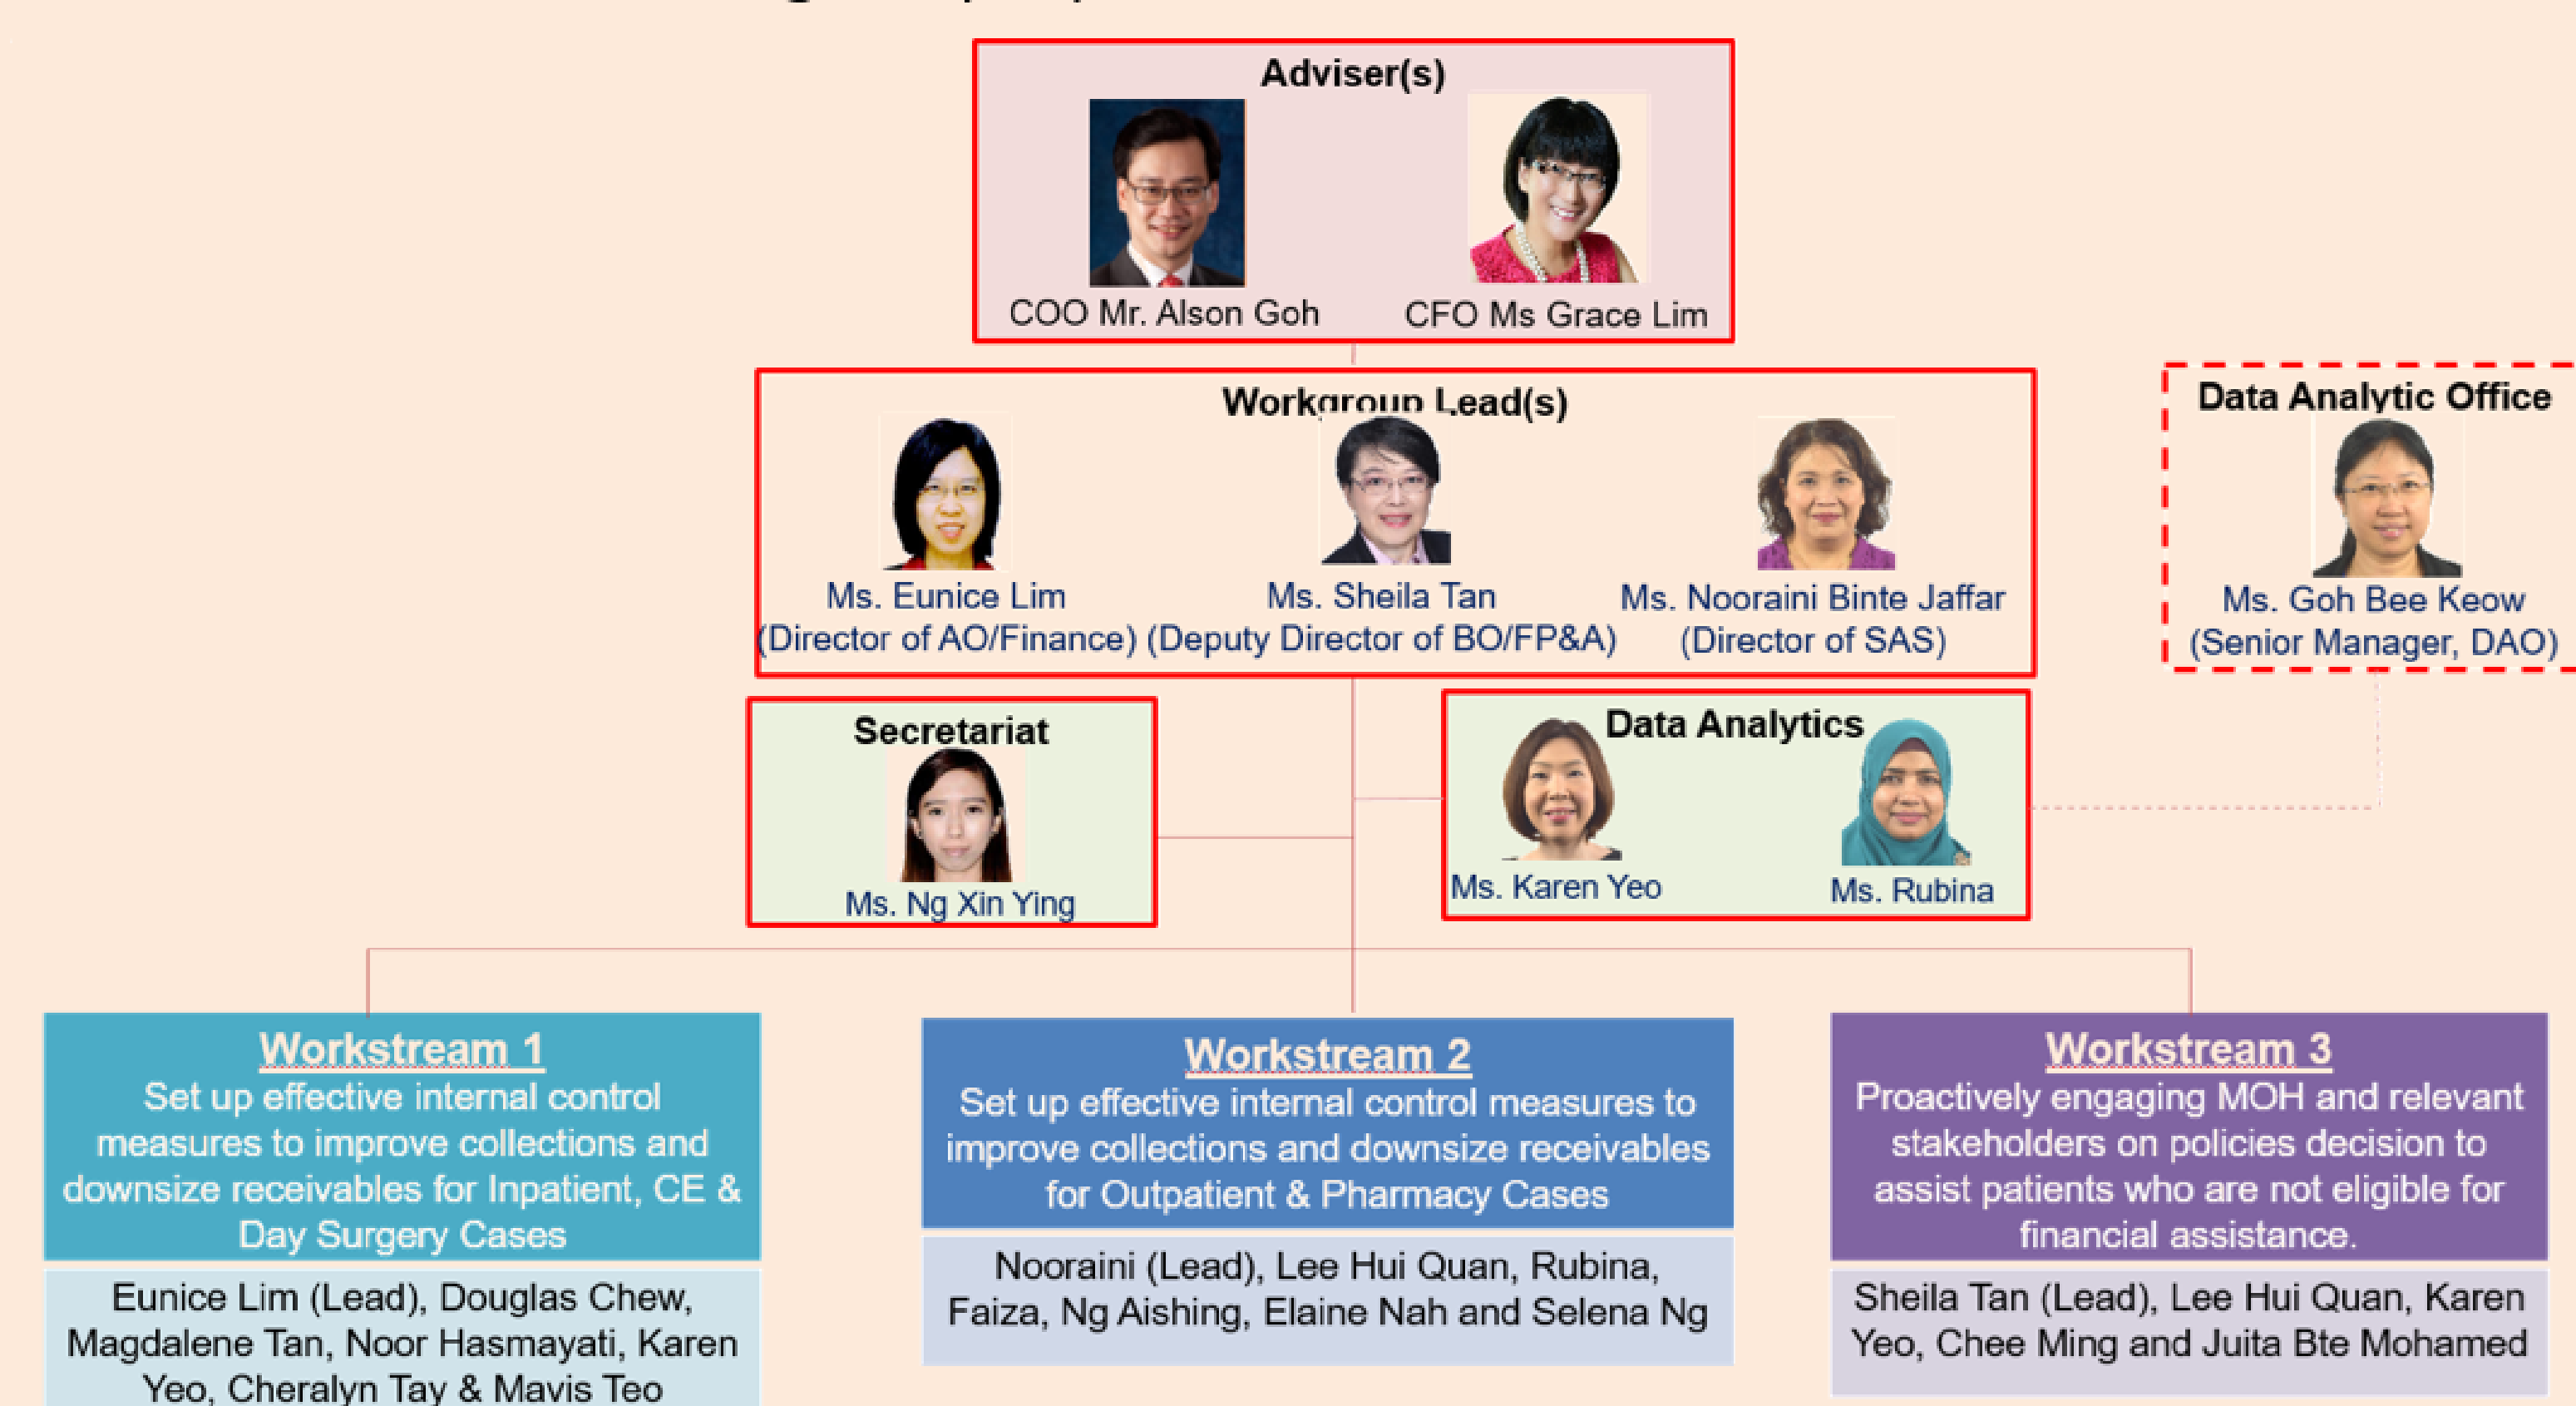 Adviser(s)
COO Mr. Alson Goh
CFO Ms Grace Lim
Workgroup Lead(s)
Ms. Eunice Lim
(Director of AO/Finance)
Ms. Sheila Tan
(Deputy Director of BO/FP&A)
Ms. Nooraini Binte Jaffar
(Director of SAS)
Data Analytic Office
Ms. Goh Bee Keow
(Senior Manager, DAO)
Secretariat
Ms. Ng Xin Ying
Data Analytics
Ms. Karen Yeo
Ms. Rubina
Workstream 1
Set up effective internal control
measures to improve collections and
downsize receivables for Inpatient, CE &
Day Surgery Cases
Eunice Lim (Lead), Douglas Chew,
Magdalene Tan, Noor Hasmayati, Karen
Yeo, Cheralyn Tay & Mavis Teo
Workstream 2
Set up effective internal control measures to
improve collections and downsize receivables
for Outpatient & Pharmacy Cases
Nooraini (Lead), Lee Hui Quan, Rubina,
Faiza, Ng Aishing, Elaine Nah and Selena Ng
Workstream 3
Proactively engaging MOH and relevant
stakeholders on policies decision to
assist patients who are not eligible for
financial assistance.
Sheila Tan (Lead), Lee Hui Quan, Karen
Yeo, Chee Ming and Juita Bte Mohamed